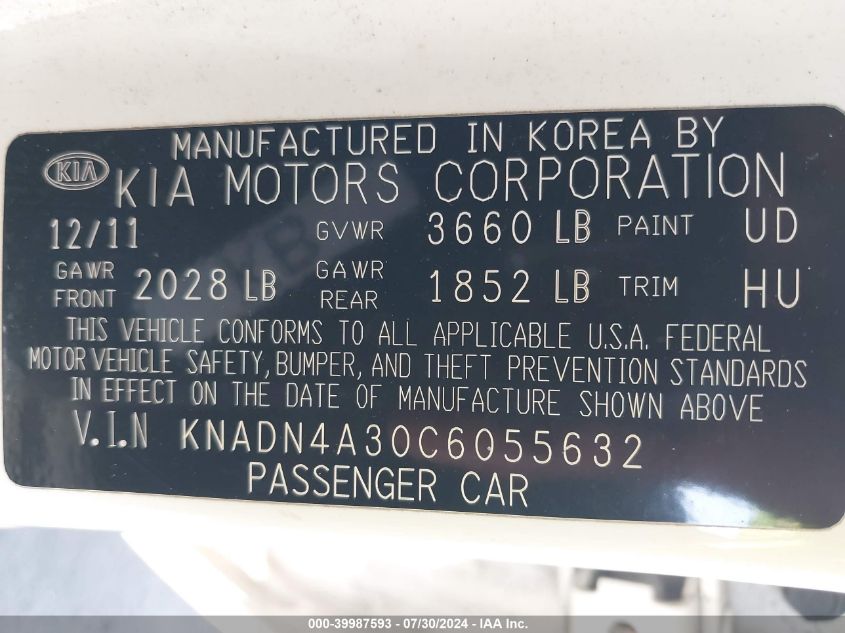 MANUFACTURED IN KOREA BY
KIA KIA MOTORS CORPORATION
12/11 GVWR 3660 LB PAINT UD
GAWR FRONT 2028 LB GAWR REAR 1852 LB TRIM HU
THIS VEHICLE CONFORMS TO ALL APPLICABLE U.S.A. FEDERAL
MOTOR VEHICLE SAFETY, BUMPER, AND THEFT PREVENTION STANDARDS
IN EFFECT ON THE DATE OF MANUFACTURE SHOWN ABOVE
V.I.N KNADN4A30C6055632
PASSENGER CAR
000-39987593 - 07/30/2024 - IAA Inc.